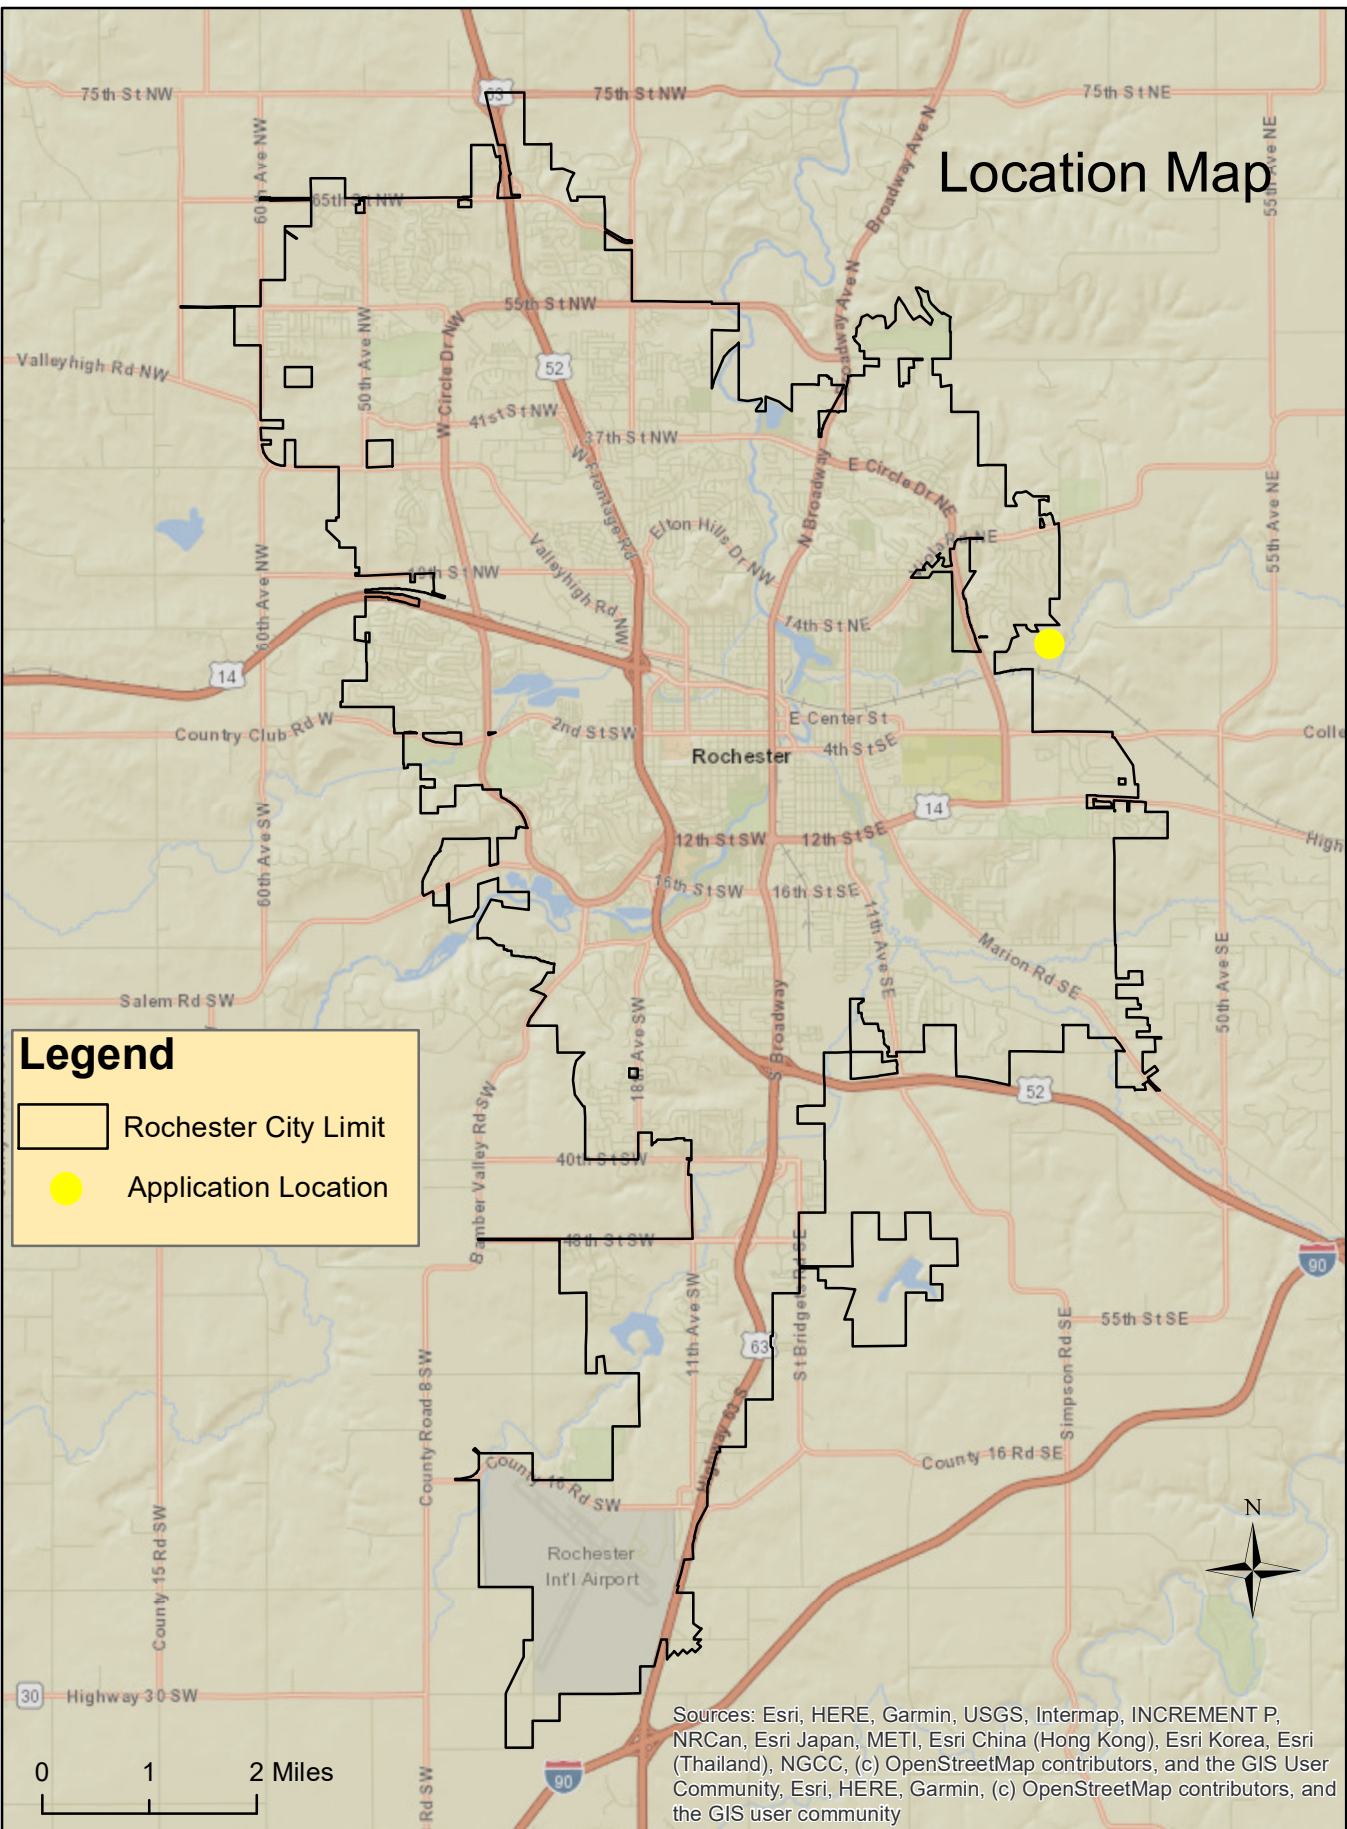 63
75th St NW
75th St NW
75th St NE
Location Map
60th Ave NW
65th St NW
Broadway Ave N
55th Ave NE
Broadway Ave N
55th St NW
50th Ave NW
W Circle Dr NW
Valleyhigh Rd NW
52
Broadway Ave N
41st St NW
37th St NW
W Frontage Rd
E Circle Dr NE
N Broadway
Elton Hills Dr NW
Viola Rd NE
55th Ave NE
60th Ave NW
19th St NW
Valleyhigh Rd NW
14th St NE
14
Country Club Rd W
2nd St SW
E Center St
4th St SE
Colle
Rochester
14
60th Ave SW
12th St SW
12th St SE
High
16th St SW
16th St SE
11th Ave SE
Marion Rd SE
50th Ave SE
Salem Rd SW
18th Ave SW
S Broadway
52
Legend
Rochester City Limit
Application Location
Bamber Valley Rd SW
40th St SW
48th St SW
St Bridgets Rd SE
90
11th Ave SW
55th St SE
63
Simpson Rd SE
County Road 8 SW
Highway 63 S
County 16 Rd SE
County 16 Rd SW
N
County 15 Rd SW
Rochester
Int'l Airport
30
Highway 30 SW
Rd SW
90
0 1 2 Miles
Sources: Esri, HERE, Garmin, USGS, Intermap, INCREMENT P,
NRCan, Esri Japan, METI, Esri China (Hong Kong), Esri Korea, Esri
(Thailand), NGCC, (c) OpenStreetMap contributors, and the GIS User
Community, Esri, HERE, Garmin, (c) OpenStreetMap contributors, and
the GIS user community